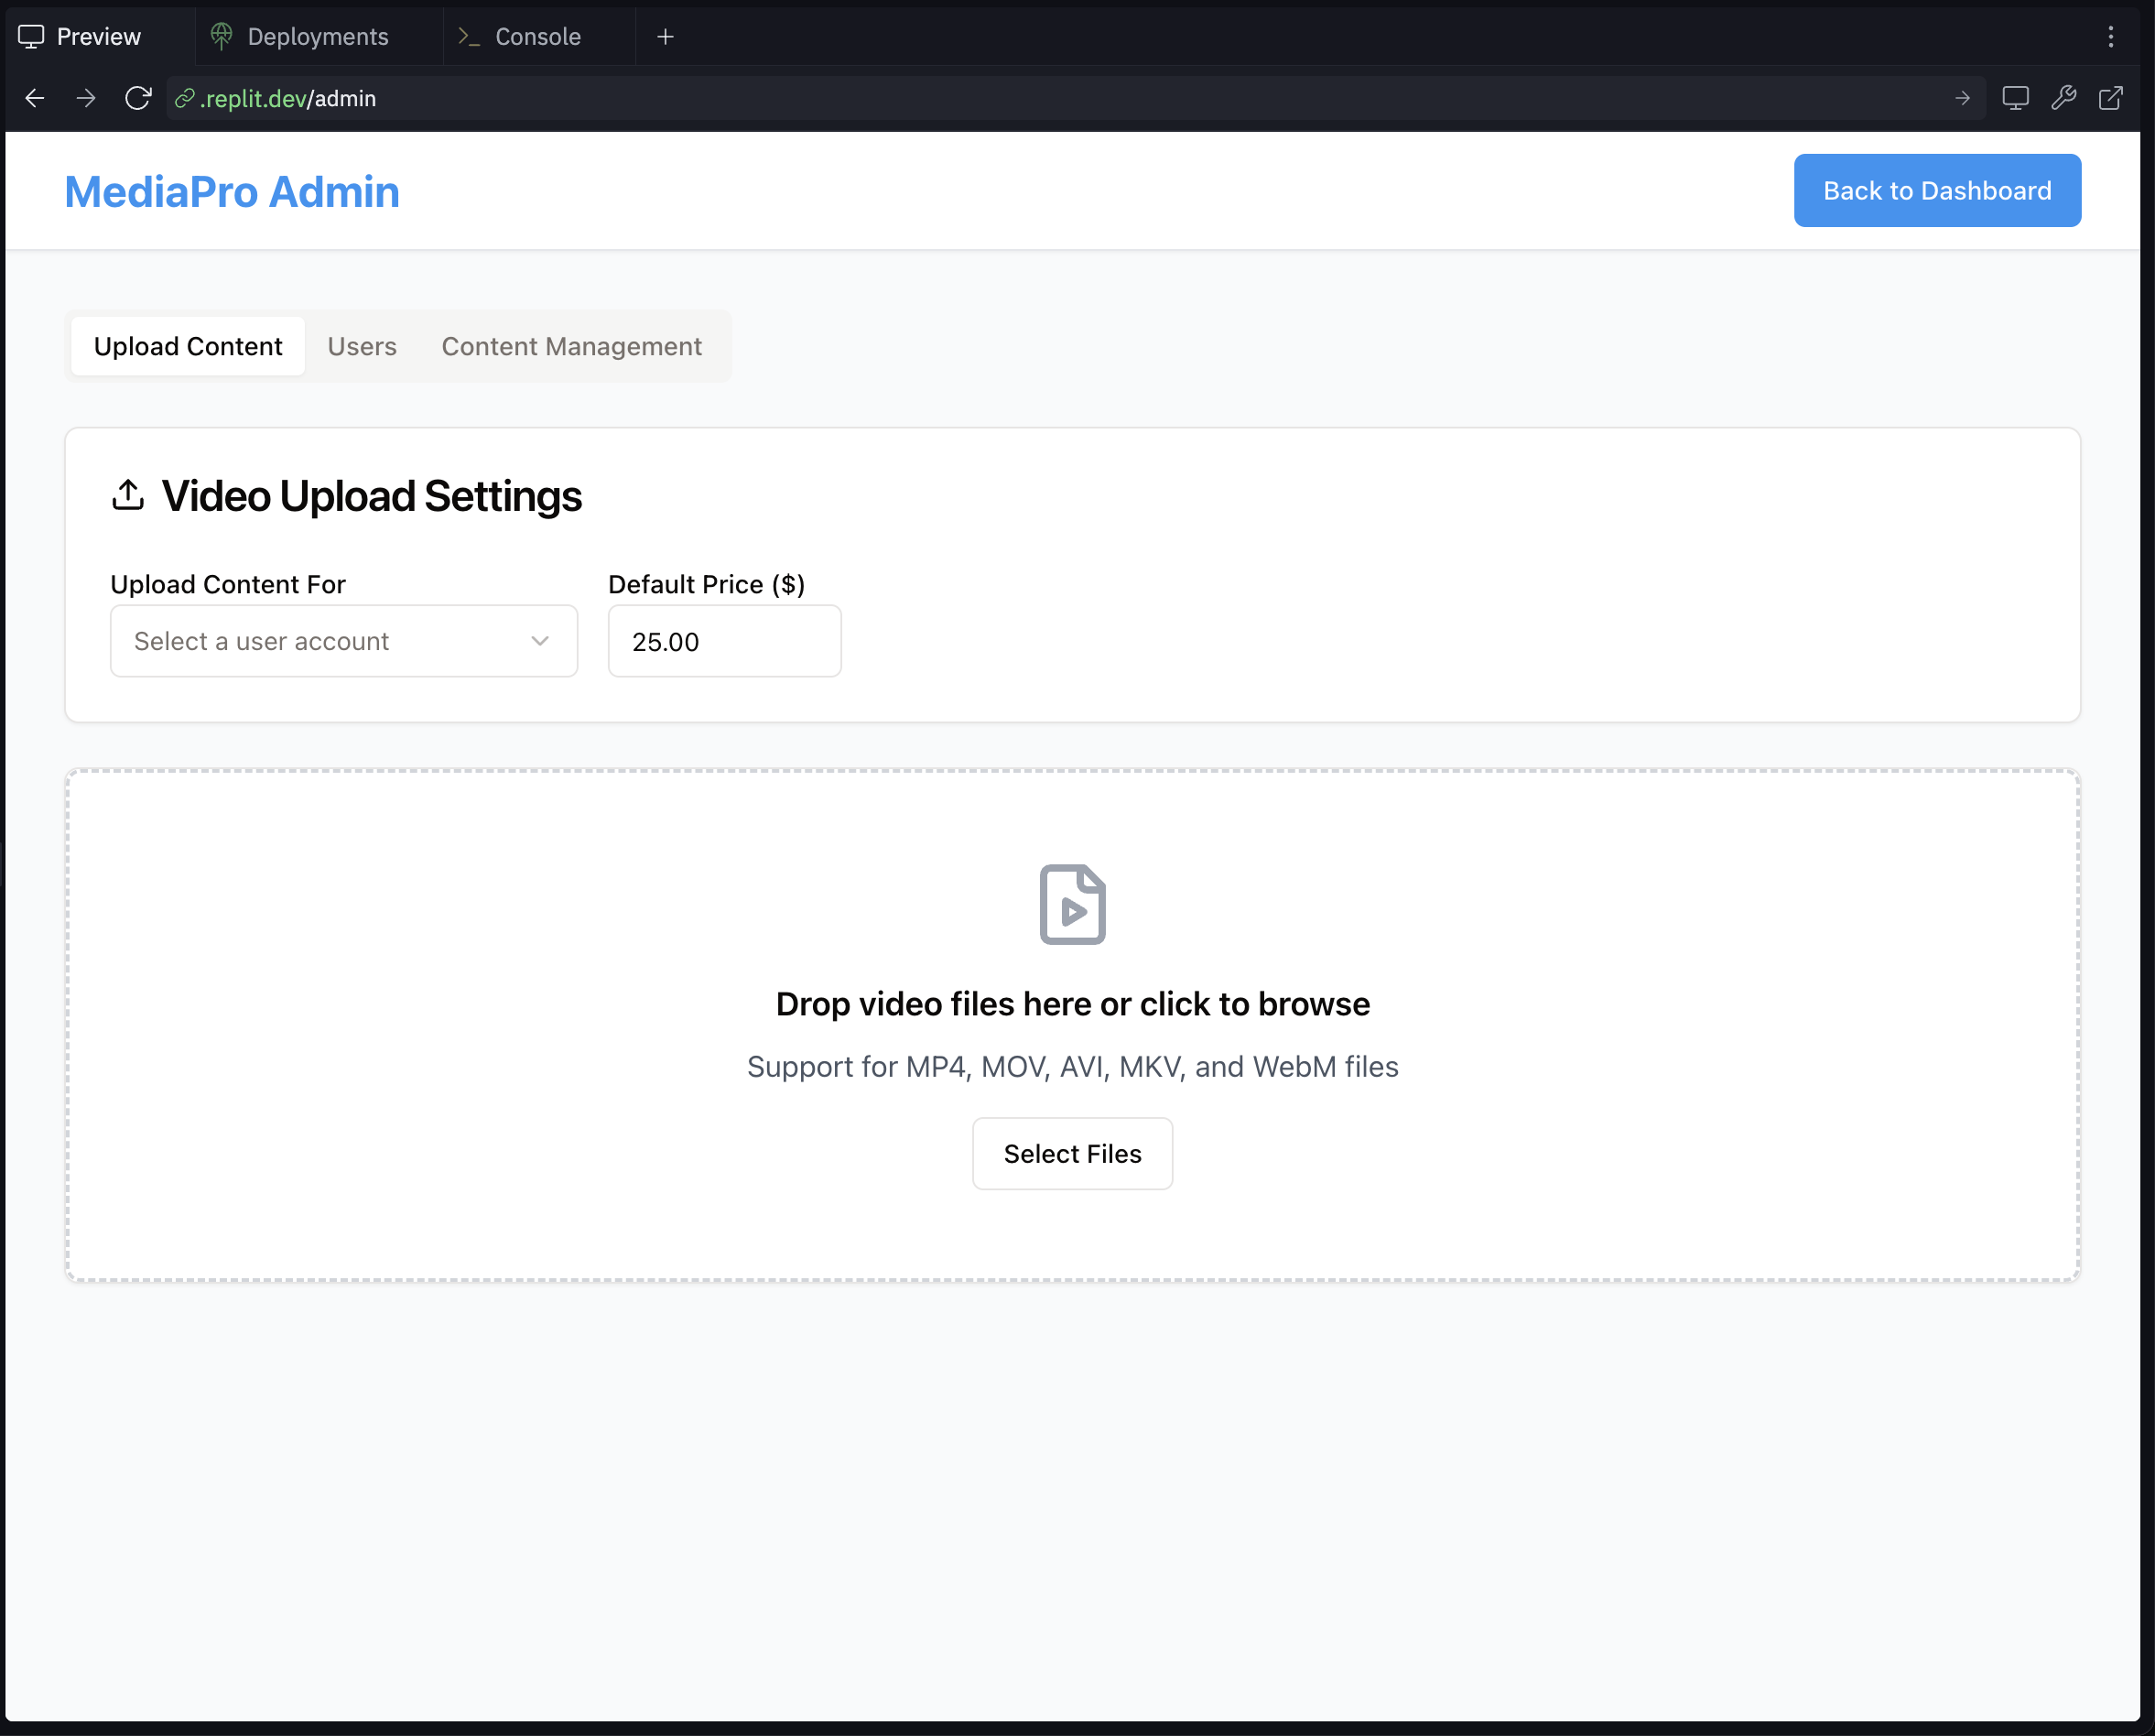 Preview
Deployments
Console
.replit.dev/admin
MediaPro Admin
Back to Dashboard
Upload Content
Users
Content Management
Video Upload Settings
Upload Content For
Default Price ($)
Select a user account
25.00
Drop video files here or click to browse
Support for MP4, MOV, AVI, MKV, and WebM files
Select Files